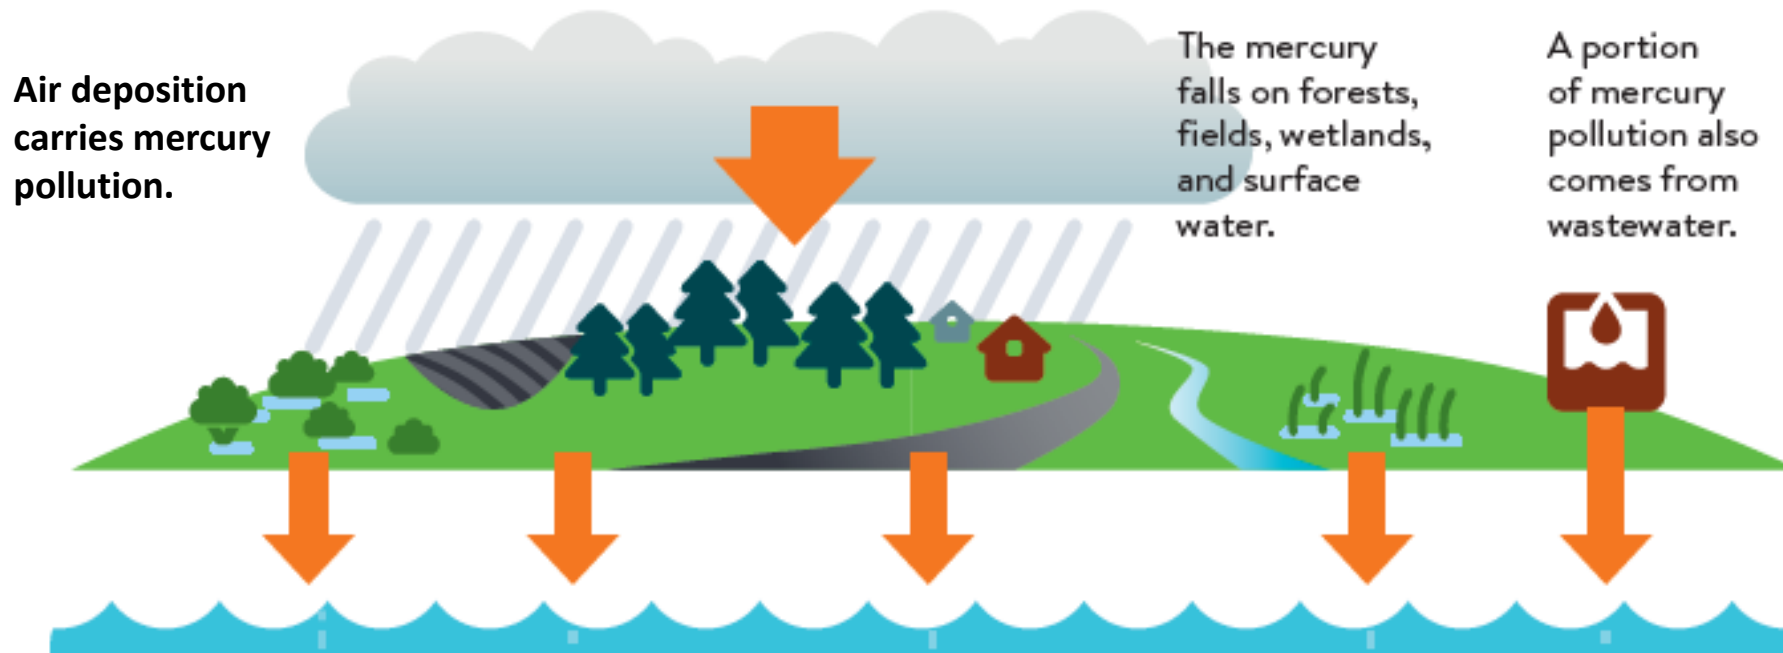 Air deposition
carries mercury
pollution.
The mercury
falls on forests,
fields, wetlands,
and surface
water.
A portion
of mercury
pollution also
comes from
wastewater.